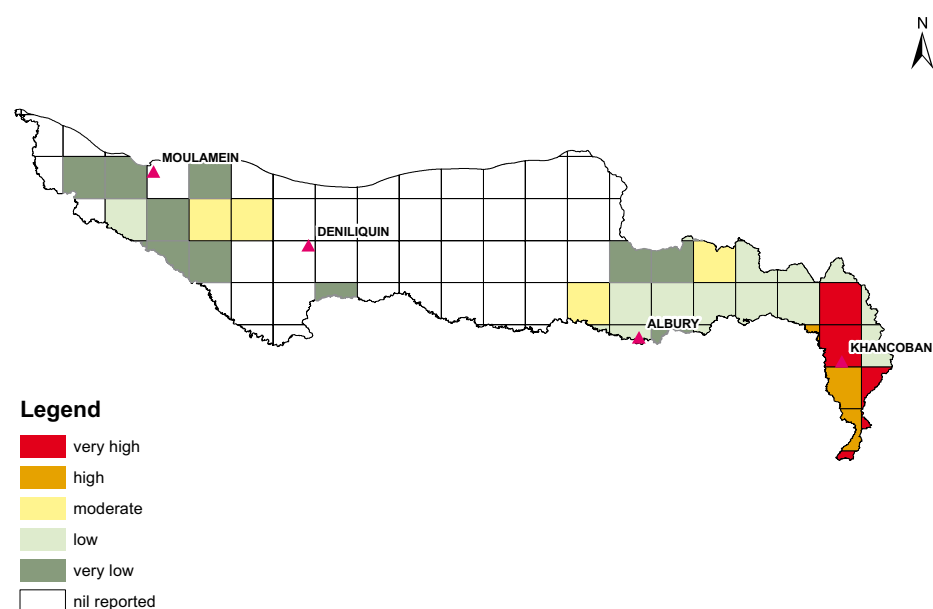 N
MOULAMEIN
DENILIQUIN
ALBURY
KHANCOBAN
Legend
very high
high
moderate
low
very low
nil reported